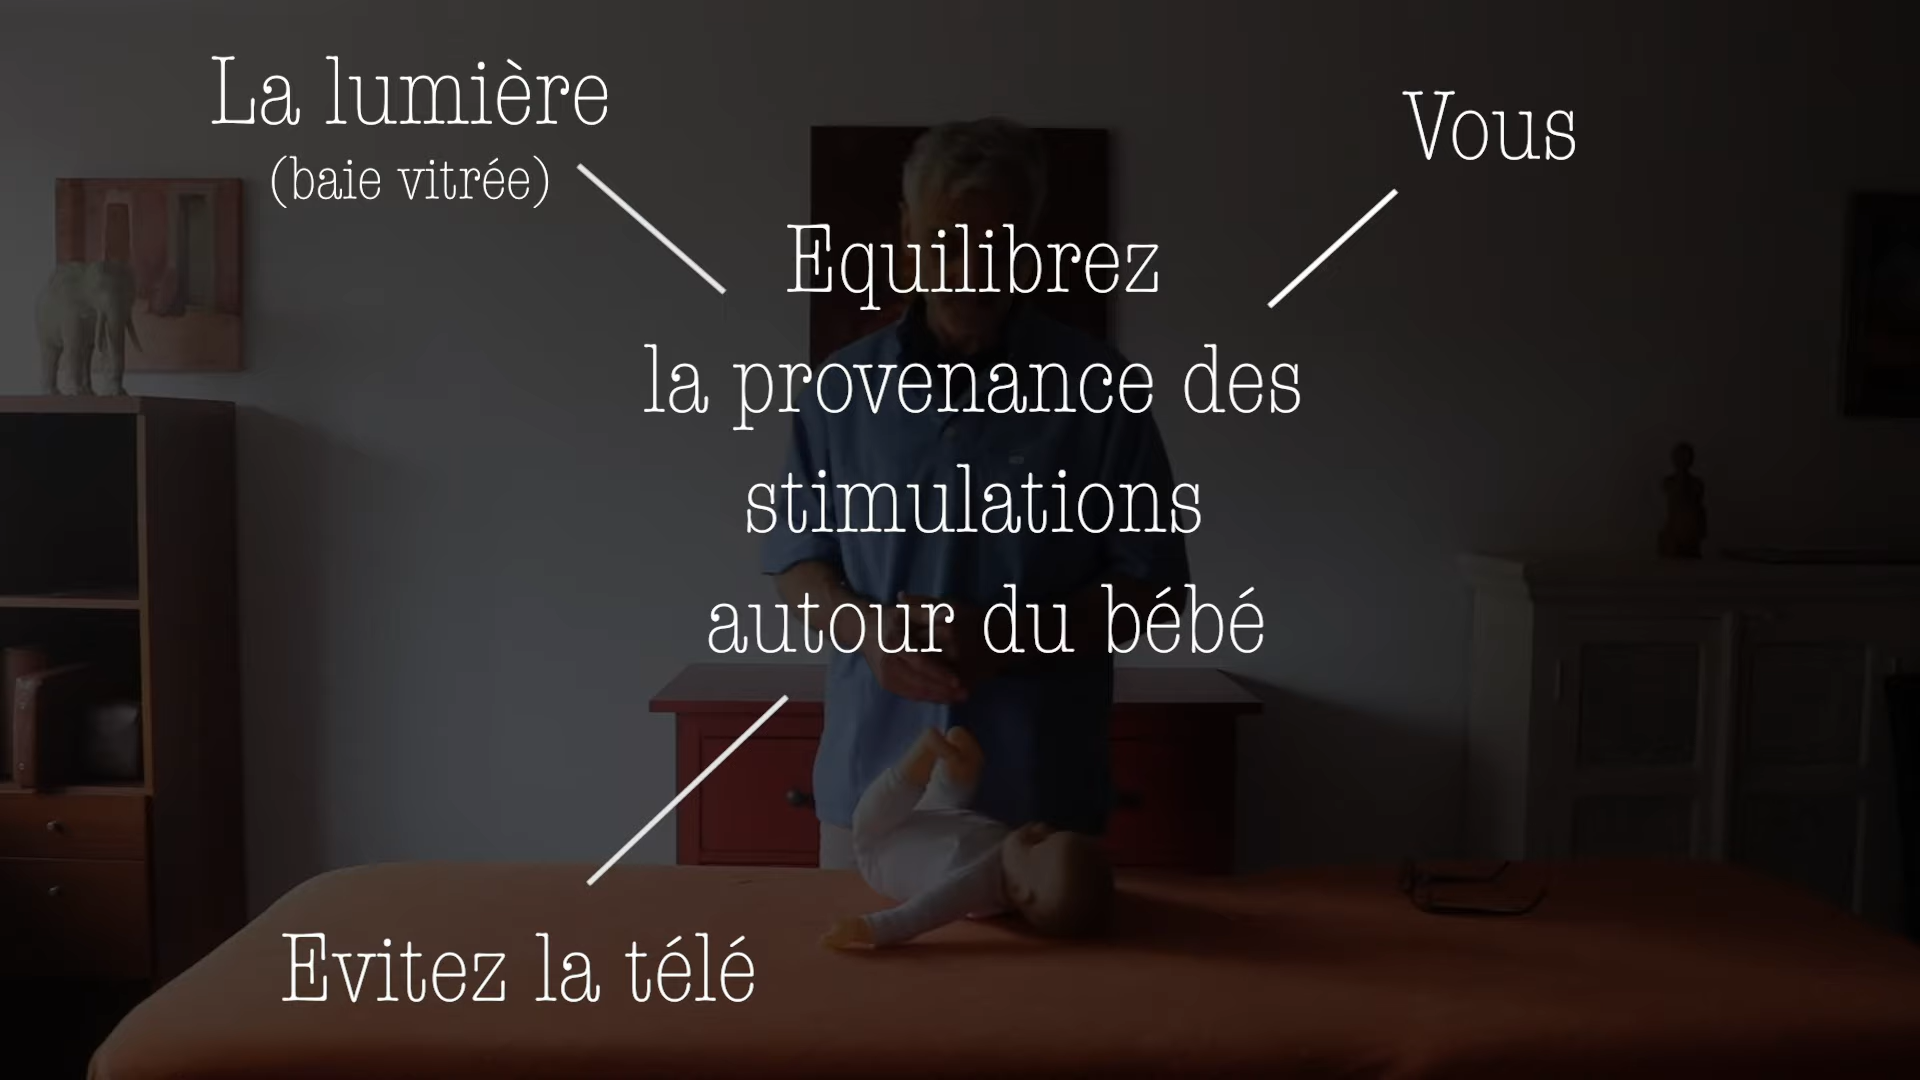 La lumière
(baie vitrée)
Vous
Equilibrez
la provenance des
stimulations
autour du bébé
Evitez la télé